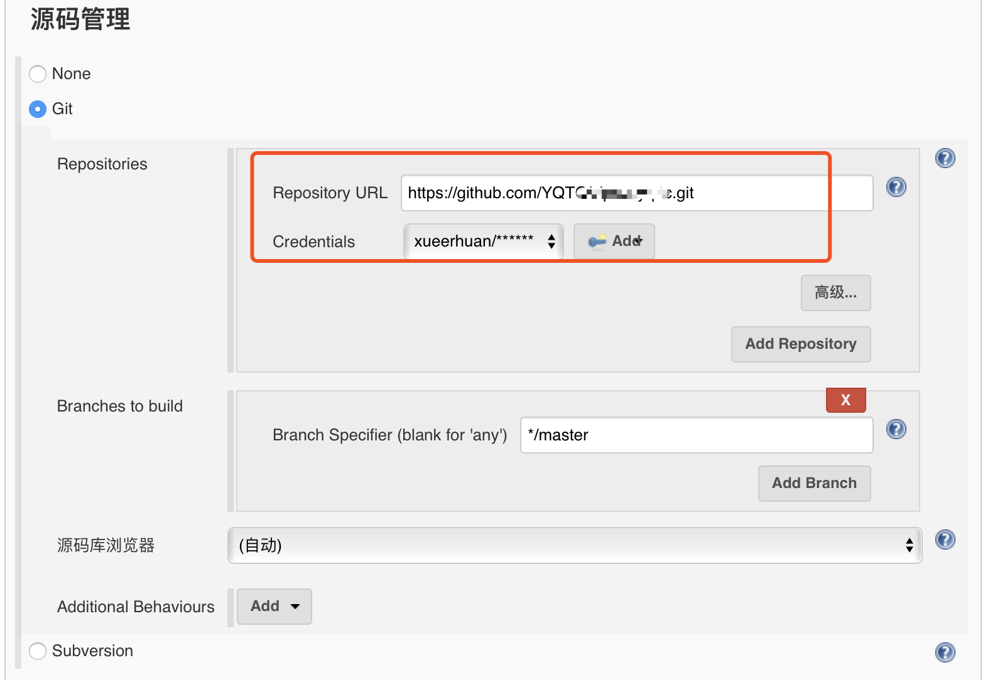 源码管理
None
Git
Repositories
Repository URL
https://github.com/YQT .git
Credentials
xueerhuan/******
Add
高级...
Add Repository
Branches to build
X
Branch Specifier (blank for 'any')
*/master
Add Branch
源码库浏览器
(自动)
Additional Behaviours
Add
Subversion